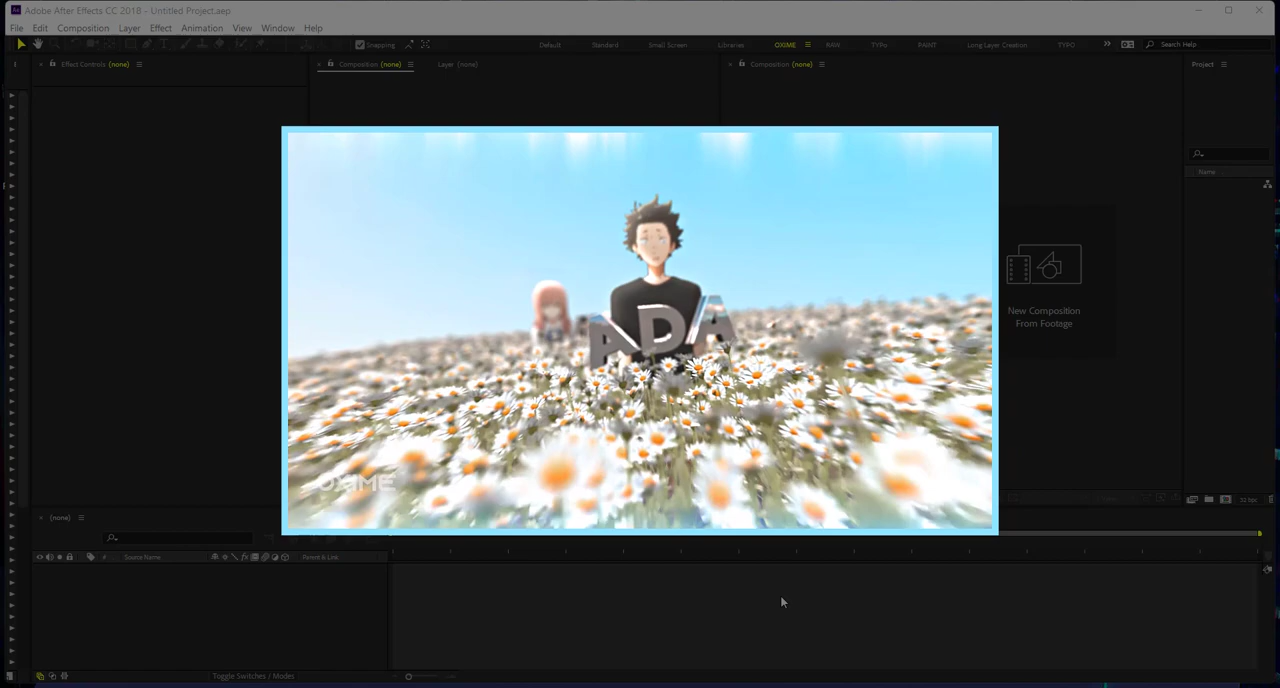 Adobe After Effects CC 2018 - Untitled Project.aep
File Edit Composition Layer Effect Animation View Window Help
Snapping Default Standard Small Screen Libraries OXIME RAW TYPo PAINT Long Layer Creation TYPO Search Help
Effect Controls (none) Composition (none) Layer (none) Composition (none) Project
Name
ADA
New Composition
From Footage
OXIME
32 bpc
(none)
# Source Name fx Parent & Link
Toggle Switches / Modes